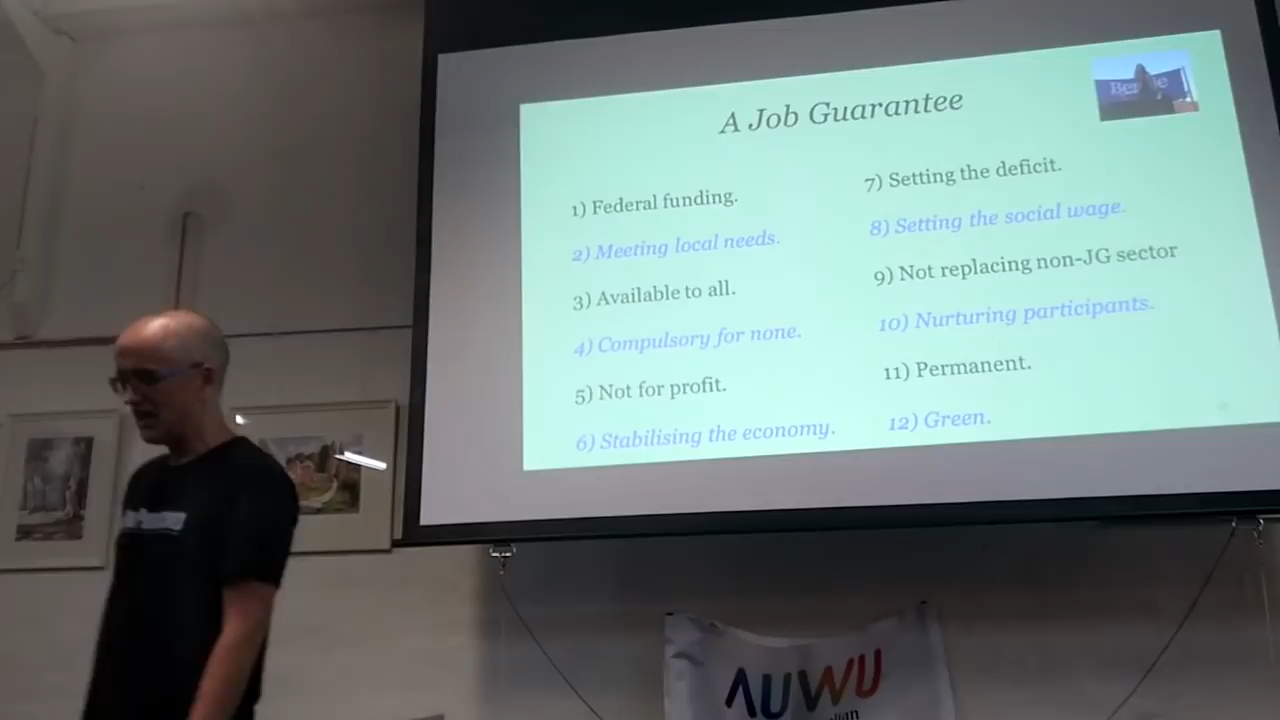 A Job Guarantee
1) Federal funding.
2) Meeting local needs.
3) Available to all.
4) Compulsory for none.
5) Not for profit.
6) Stabilising the economy.
7) Setting the deficit.
8) Setting the social wage.
9) Not replacing non-JG sector
10) Nurturing participants.
11) Permanent.
12) Green.
AUWU